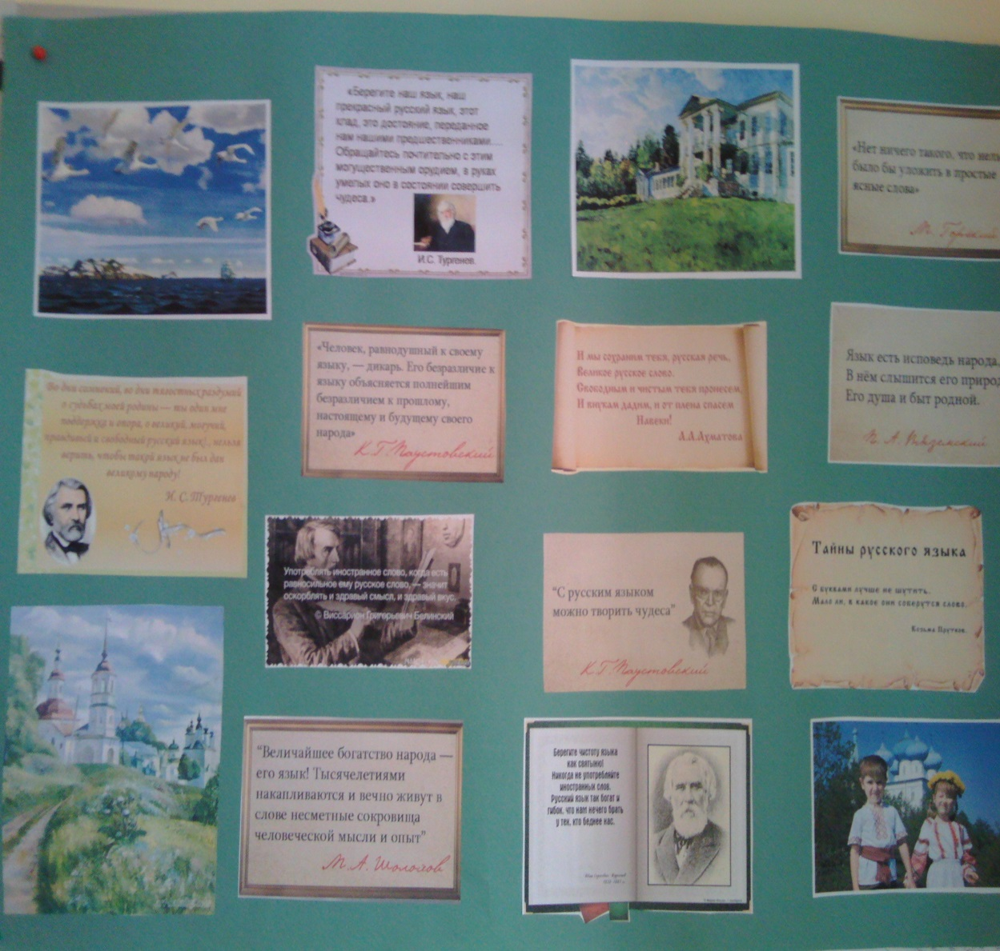 «Берегите наш язык, наш
прекрасный русский язык, этот
клад, это достояние, переданное
нам нашими предшественниками...
Обращайтесь почтительно с этим
могущественным орудием, в руках
умелых оно в состоянии совершить
чудеса.»
И.С. Тургенев.
«Нет ничего такого, что
было бы уложить в простые
ясные слова»
М. Горький
«Человек, равнодушный к своему
языку, — дикарь. Его безразличие к
языку объясняется полнейшим
безразличием к прошлому,
настоящему и будущему своего
народа»
К.Г. Паустовский
И мы сохраним тебя, русская речь,
Великое русское слово.
Свободным и чистым тебя пронесем,
И внукам дадим, и от плена спасем
Навеки!
А.А.Ахматова
Язык есть исповедь народа,
В нём слышится его
Его душа и быт родной.
П. А. Вяземский
Во дни сомнений, во дни тягостных раздумий
о судьбах моей родины — ты один мне
поддержка и опора, о великий, могучий,
правдивый и свободный русский язык!.. нельзя
верить, чтобы такой язык не был дан
великому народу!
И. С. Тургенев
Употреблять иностранное слово, когда есть
равносильное ему русское слово, — значит
оскорблять и здравый смысл, и здравый вкус.
© Виссарион Григорьевич Белинский
"С русским языком
можно творить чудеса"
К.Г. Паустовский
Тайны русского языка
С буквами лучше не шутить.
Мало ли, в какое они соберутся слово.
Козьма Прутков.
"Величайшее богатство народа —
его язык! Тысячелетиями
накапливаются и вечно живут в
слове несметные сокровища
человеческой мысли и опыт"
М. А. Шолохов
Берегите чистоту языка
как святыню!
Никогда не употребляйте
иностранных слов.
Русский язык так богат и
гибок, что нам нечего брать
у тех, кто беднее нас.